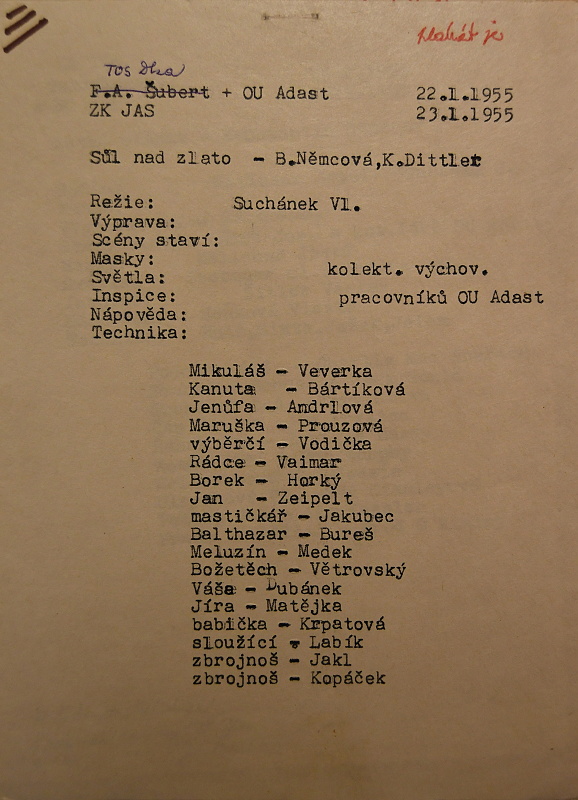 TOS
F.A. Šubert + OU Adast 22.1.1955
ZK JAS 23.1.1955
Sůl nad zlato - B.Němcová,K.Dittler
Režie: Suchánek Vl.
Výprava:
Scény staví:
Masky:
kolekt. výchov.
Světla:
Inspice: pracovníků OU Adast
Nápověda:
Technika:
Mikuláš - Veverka
Kanuta - Bártíková
Jenůfa - Andrlová
Maruška - Prouzová
výběrčí - Vodička
Rádce - Vaimar
Borek - Horký
Jan - Zeipelt
mastičkář - Jakubec
Balthazar - Bureš
Meluzín - Medek
Božetěch - Větrovský
Váša - Dubánek
Jíra - Matějka
babička - Krpatová
sloužící - Labík
zbrojnoš - Jakl
zbrojnoš - Kopáček